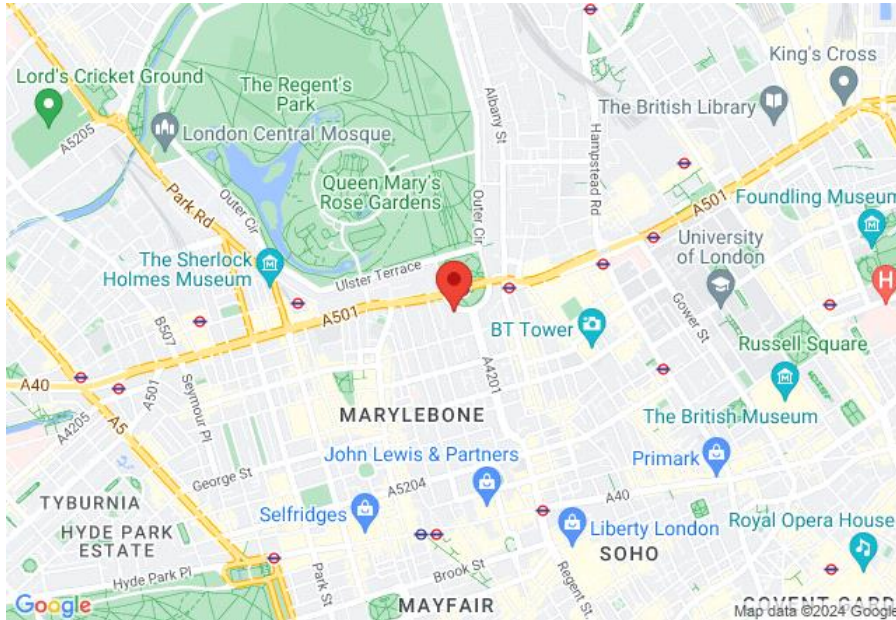 King's Cross
Lord's Cricket Ground
The Regent's
Park
The British Library
A5205
London Central Mosque
Albany St
Hampstead Rd
Queen Mary's
Rose Gardens
Park Rd
Outer Cir
Outer Cir
A501
Foundling Museum
University
of London
The Sherlock
Holmes Museum
Ulster Terrace
A501
B507
BT Tower
Gower St
Russell Square
A40
A501
A4205
A5
Seymour Pl
A4201
MARYLEBONE
The British Museum
John Lewis & Partners
Primark
George St
A5204
A40
TYBURNIA
HYDE PARK
ESTATE
Selfridges
Liberty London
Royal Opera House
SOHO
Hyde Park Pl
Park St
Brook St
Regent St.
MAYFAIR
Google
Map data ©2024 Google